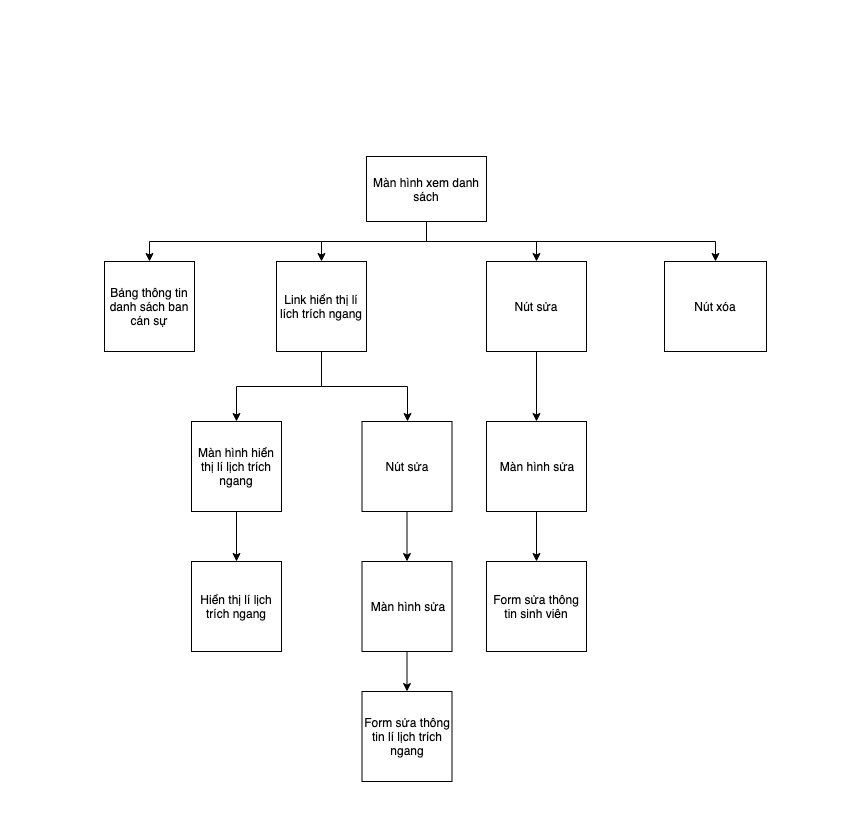 Màn hình xem danh
sách
Bảng thông tin
danh sách ban
cán sự
Link hiển thị lí
lích trích ngang
Nút sửa
Nút xóa
Màn hình hiển
thị lí lịch trích
ngang
Nút sửa
Màn hình sửa
Hiển thị lí lịch
trích ngang
Màn hình sửa
Form sửa thông
tin sinh viên
Form sửa thông
tin lí lịch trích
ngang